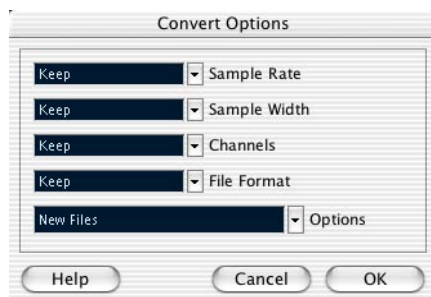 Convert Options
Keep Sample Rate
Keep Sample Width
Keep Channels
Keep File Format
New Files Options
Help Cancel OK